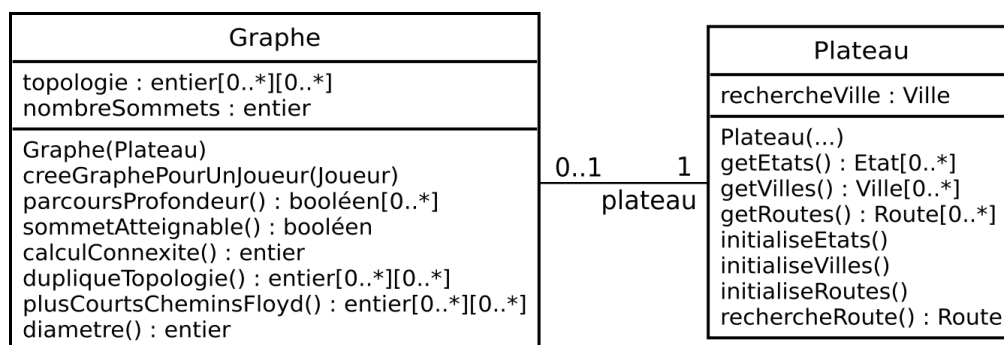 Graphe
topologie : entier[0..*][0..*]
nombreSommets : entier
Graphe(Plateau)
creeGraphePourUnJoueur(Joueur)
parcoursProfondeur() : booléen[0..*]
sommetAtteignable() : booléen
calculConnexite() : entier
dupliqueTopologie() : entier[0..*][0..*]
plusCourtsCheminsFloyd() : entier[0..*][0..*]
diametre() : entier
0..1
1
plateau
Plateau
rechercheVille : Ville
Plateau(...)
getEtats() : Etat[0..*]
getVilles() : Ville[0..*]
getRoutes() : Route[0..*]
initialiseEtats()
initialiseVilles()
initialiseRoutes()
rechercheRoute() : Route